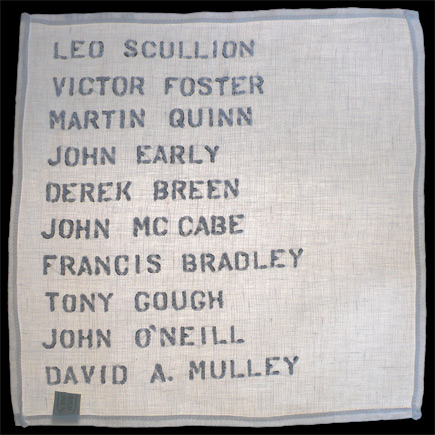 LEO SCULLION
VICTOR FOSTER
MARTIN QUINN
JOHN EARLY
DEREK BREEN
JOHN MC CABE
FRANCIS BRADLEY
TONY GOUGH
JOHN O'NEILL
DAVID A. MULLEY